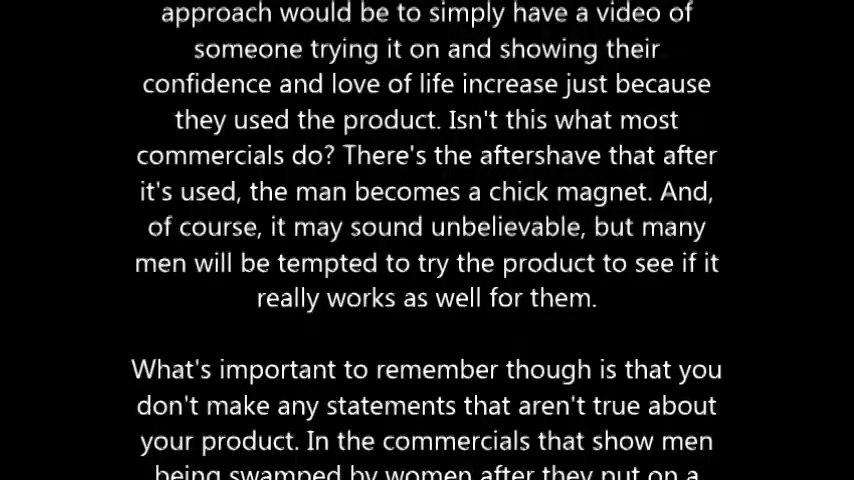 approach would be to simply have a video of
someone trying it on and showing their
confidence and love of life increase just because
they used the product. Isn't this what most
commercials do? There's the aftershave that after
it's used, the man becomes a chick magnet. And,
of course, it may sound unbelievable, but many
men will be tempted to try the product to see if it
really works as well for them.
What's important to remember though is that you
don't make any statements that aren't true about
your product. In the commercials that show men
being swamped by women after they put on a